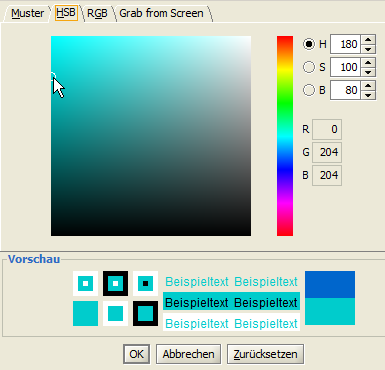 Muster HSB RGB Grab from Screen
H 180
S 100
B 80
R 0
G 204
B 204
Vorschau
Beispieltext Beispieltext
Beispieltext Beispieltext
Beispieltext Beispieltext
OK Abbrechen Zurücksetzen